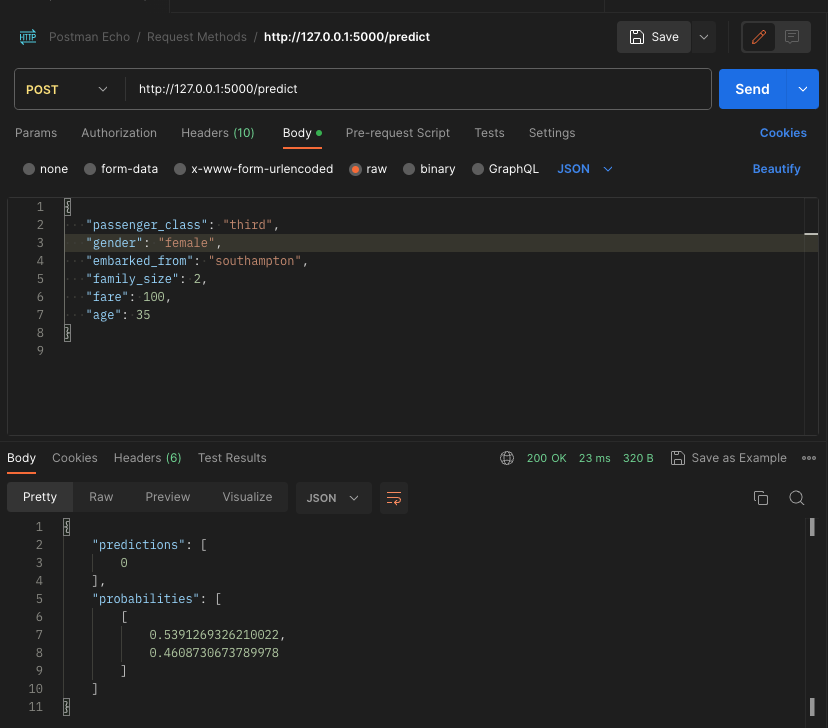 HTTP Postman Echo / Request Methods / http://127.0.0.1:5000/predict Save
POST http://127.0.0.1:5000/predict Send
Params Authorization Headers (10) Body Pre-request Script Tests Settings Cookies
none form-data x-www-form-urlencoded raw binary GraphQL JSON Beautify
1 {
2 "passenger_class": "third",
3 "gender": "female",
4 "embarked_from": "southampton",
5 "family_size": 2,
6 "fare": 100,
7 "age": 35
8 }
9
Body Cookies Headers (6) Test Results 200 OK 23 ms 320 B Save as Example
Pretty Raw Preview Visualize JSON
1 {
2 "predictions": [
3 0
4 ],
5 "probabilities": [
6 [
7 0.5391269326210022,
8 0.4608730673789978
9 ]
10 ]
11 }